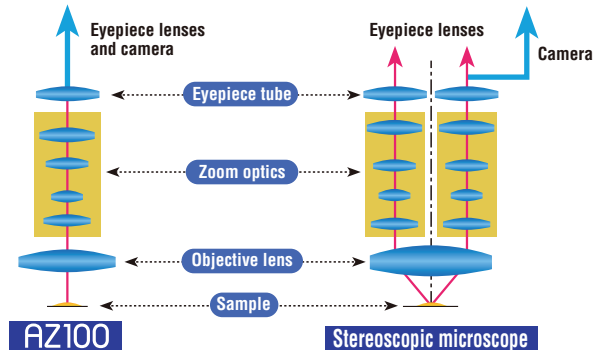 Eyepiece lenses
and camera
Eyepiece lenses
Camera
Eyepiece tube
Zoom optics
Objective lens
Sample
AZ100
Stereoscopic microscope